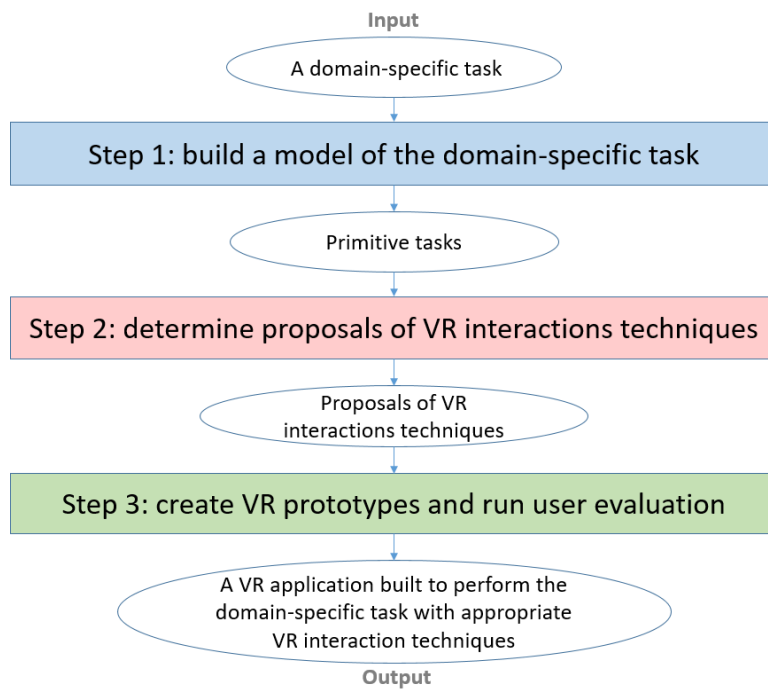 Input
A domain-specific task
Step 1: build a model of the domain-specific task
Primitive tasks
Step 2: determine proposals of VR interactions techniques
Proposals of VR
interactions techniques
Step 3: create VR prototypes and run user evaluation
A VR application built to perform the
domain-specific task with appropriate
VR interaction techniques
Output